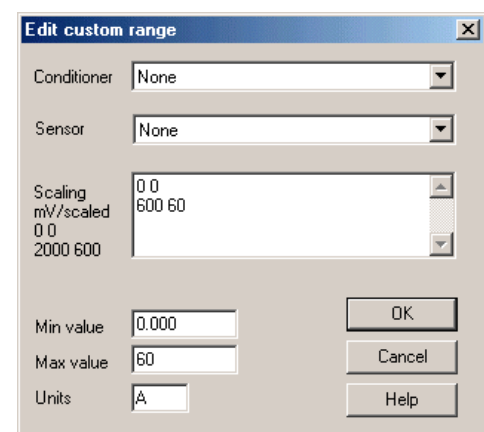 Edit custom range
Conditioner None
Sensor None
Scaling
mV/scaled
0 0
2000 600
0 0
600 60
Min value 0.000
Max value 60
Units A
OK
Cancel
Help